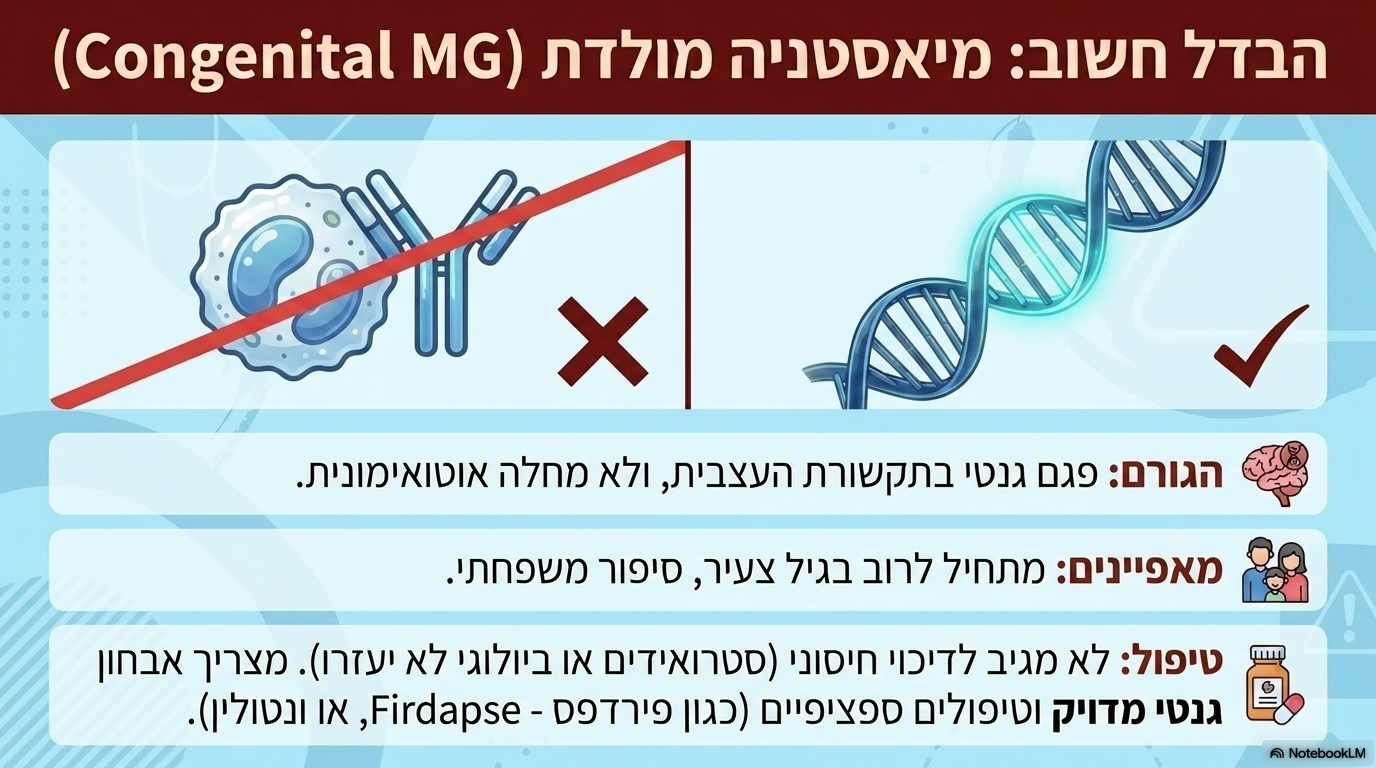 הבדל חשוב: מיאסטניה מולדת (Congenital MG)
הגורם: פגם גנטי בתקשורת העצבית, ולא מחלה אוטואימונית.
מאפיינים: מתחיל לרוב בגיל צעיר, סיפור משפחתי.
טיפול: לא מגיב לדיכוי חיסוני (סטרואידים או ביולוגי לא יעזרו). מצריך אבחון
גנטי מדויק וטיפולים ספציפיים (כגון פירדפס - Firdapse, או ונטולין).
NotebookLM